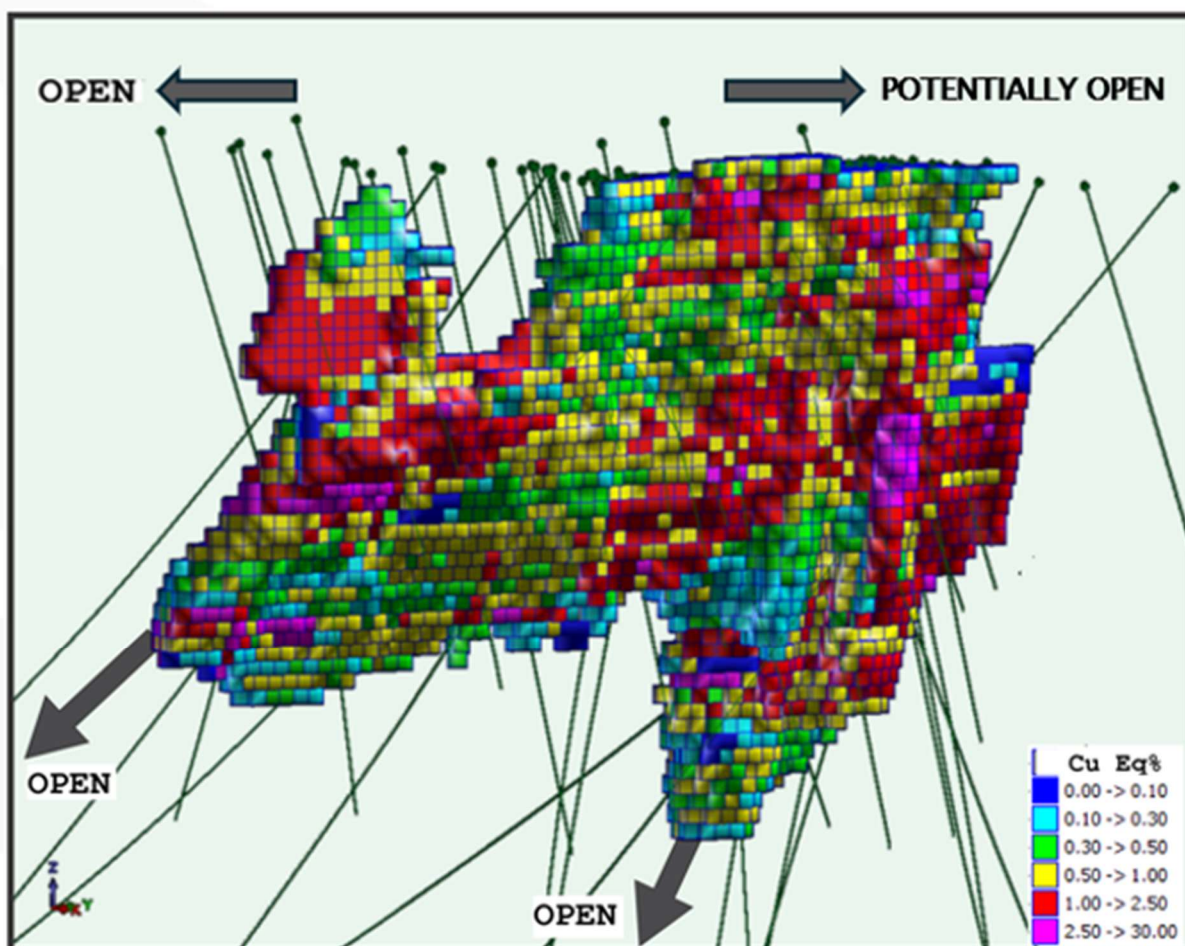 OPEN
POTENTIALLY OPEN
OPEN
OPEN
Cu Eq%
0.00 -> 0.10
0.10 -> 0.30
0.30 -> 0.50
0.50 -> 1.00
1.00 -> 2.50
2.50 -> 30.00
Z
X Y